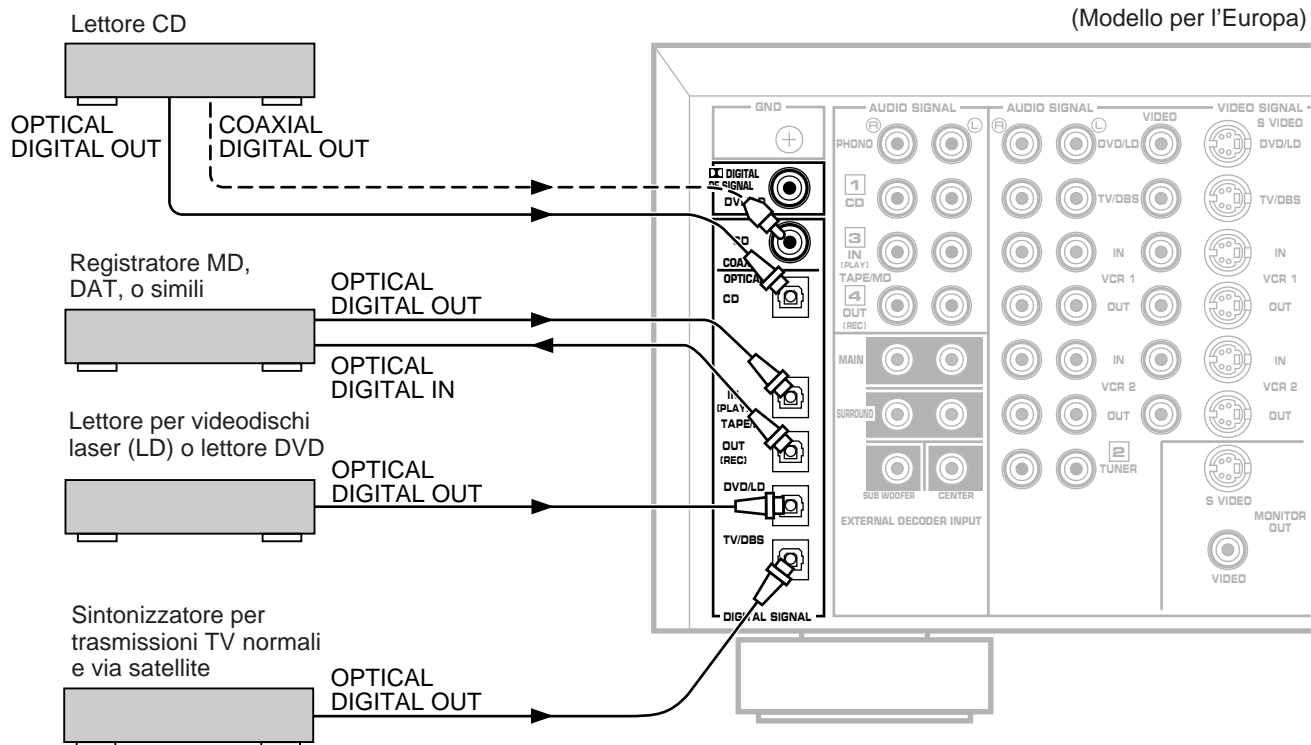 (Modello per l'Europa)
Lettore CD
OPTICAL
DIGITAL OUT
COAXIAL
DIGITAL OUT
Registratore MD,
DAT, o simili
OPTICAL
DIGITAL OUT
OPTICAL
DIGITAL IN
Lettore per videodischi
laser (LD) o lettore DVD
OPTICAL
DIGITAL OUT
Sintonizzatore per
trasmissioni TV normali
e via satellite
OPTICAL
DIGITAL OUT
GND
DIGITAL
SIGNAL
CD
OPTICAL
CD
IN
(PLAY)
OUT
(REC)
DVD/LD
TV/DBS
DIGITAL SIGNAL
AUDIO SIGNAL
R L
PHONO
1
CD
3
IN
(PLAY)
TAPE/MD
4
OUT
(REC)
MAIN
SURROUND
SUB WOOFER
CENTER
EXTERNAL DECODER INPUT
AUDIO SIGNAL
R L
VIDEO
DVD/LD
TV/DBS
IN
VCR 1
OUT
IN
VCR 2
OUT
2
TUNER
VIDEO SIGNAL
S VIDEO
DVD/LD
TV/DBS
IN
VCR 1
OUT
IN
VCR 2
OUT
S VIDEO
MONITOR
OUT
VIDEO